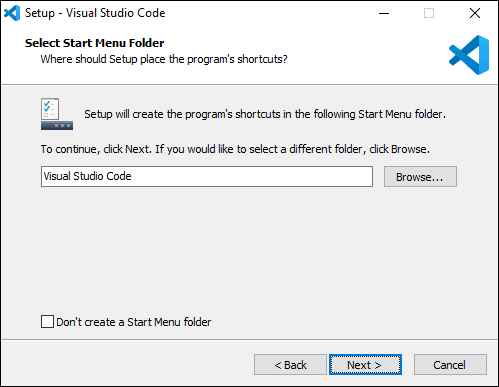 Setup - Visual Studio Code
Select Start Menu Folder
Where should Setup place the program's shortcuts?
Setup will create the program's shortcuts in the following Start Menu folder.
To continue, click Next. If you would like to select a different folder, click Browse.
Visual Studio Code
Browse...
Don't create a Start Menu folder
< Back
Next >
Cancel